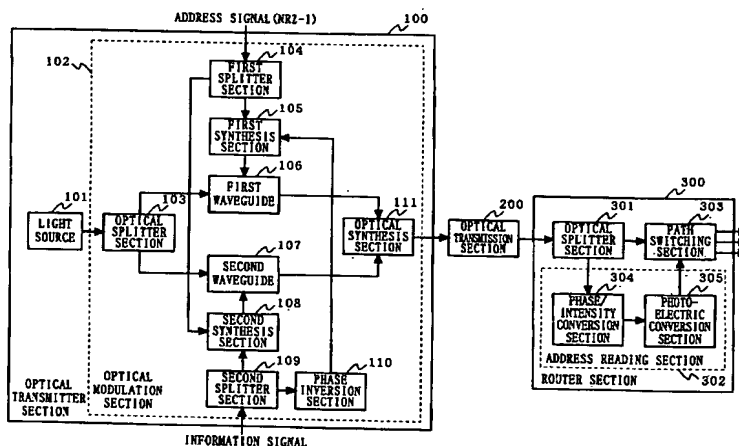 ADDRESS SIGNAL(NRZ-1)
100
102
104
FIRST
SPLITTER
SECTION
105
FIRST
SYNTHESIS
SECTION
106
FIRST
WAVEGUIDE
101
LIGHT
SOURCE
103
OPTICAL
SPLITTER
SECTION
107
SECOND
WAVEGUIDE
108
SECOND
SYNTHESIS
SECTION
109
SECOND
SPLITTER
SECTION
110
PHASE
INVERSION
SECTION
111
OPTICAL
SYNTHESIS
SECTION
OPTICAL
TRANSMITTER
SECTION
OPTICAL
MODULATION
SECTION
INFORMATION SIGNAL
200
OPTICAL
TRANSMISSION
SECTION
300
301
OPTICAL
SPLITTER
SECTION
303
PATH
SWITCHING
SECTION
304
PHASE
INTENSITY
CONVERSION
SECTION
305
PHOTO-
ELECTRIC
CONVERSION
SECTION
ADDRESS READING SECTION
ROUTER SECTION
302